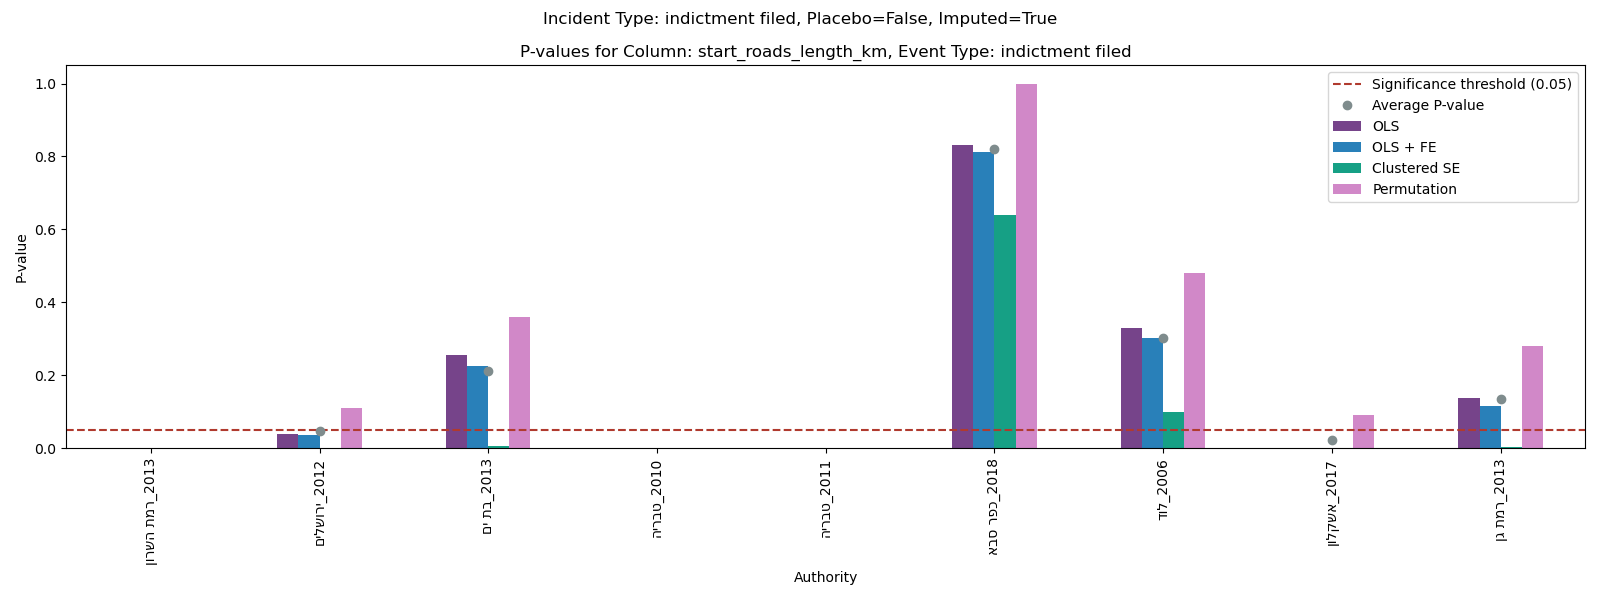 Incident Type: indictment filed, Placebo=False, Imputed=True
P-values for Column: start_roads_length_km, Event Type: indictment filed
P-value
1.0
0.8
0.6
0.4
0.2
0.0
Significance threshold (0.05)
Average P-value
OLS
OLS + FE
Clustered SE
Permutation
רמת השרון_2013
ירושלים_2012
בת ים_2013
טבריה_2010
טבריה_2011
כפר סבא_2018
לוד_2006
אשקלון_2017
רמת גן_2013
Authority